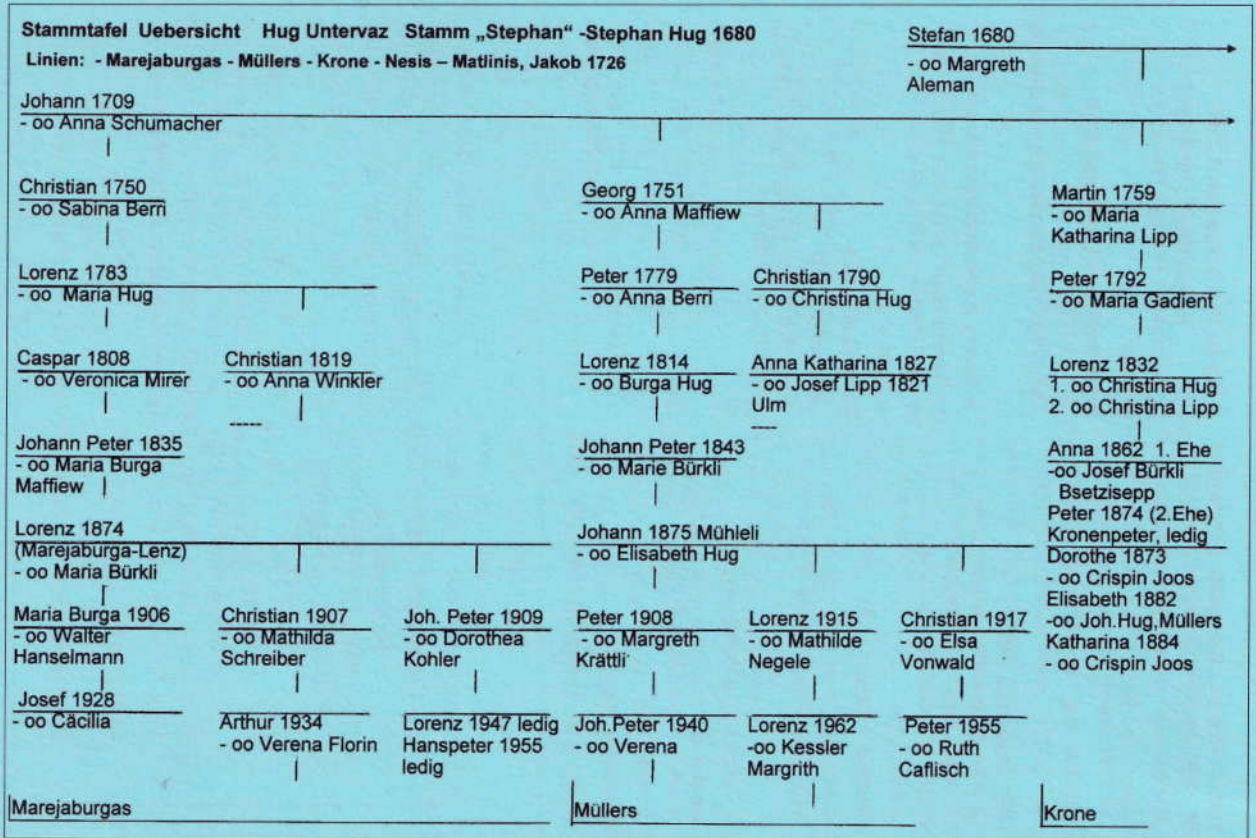 Stammtafel Uebersicht Hug Untervaz Stamm „Stephan“ -Stephan Hug 1680
Linien: - Marejaburgas - Müllers - Krone - Nesis – Matlinis, Jakob 1726
Stefan 1680
- oo Margreth
Aleman
Johann 1709
- oo Anna Schumacher
Christian 1750
- oo Sabina Berri
Georg 1751
- oo Anna Maffiew
Martin 1759
- oo Maria
Katharina Lipp
Lorenz 1783
- oo Maria Hug
Peter 1779
- oo Anna Berri
Christian 1790
- oo Christina Hug
Peter 1792
- oo Maria Gadient
Caspar 1808
- oo Veronica Mirer
Christian 1819
- oo Anna Winkler
-----
Lorenz 1814
- oo Burga Hug
Anna Katharina 1827
- oo Josef Lipp 1821
Ulm
----
Lorenz 1832
1. oo Christina Hug
2. oo Christina Lipp
Johann Peter 1835
- oo Maria Burga
Maffiew
Johann Peter 1843
- oo Marie Bürkli
Anna 1862 1. Ehe
-oo Josef Bürkli
Bsetzisepp
Peter 1874 (2.Ehe)
Kronenpeter, ledig
Dorothe 1873
- oo Crispin Joos
Elisabeth 1882
-oo Joh.Hug,Müllers
Katharina 1884
- oo Crispin Joos
Lorenz 1874
(Marejaburga-Lenz)
- oo Maria Bürkli
Johann 1875 Mühleli
- oo Elisabeth Hug
Maria Burga 1906
- oo Walter
Hanselmann
Christian 1907
- oo Mathilda
Schreiber
Joh. Peter 1909
- oo Dorothea
Kohler
Peter 1908
- oo Margreth
Krättli
Lorenz 1915
- oo Mathilde
Negele
Christian 1917
- oo Elsa
Vonwald
Josef 1928
- oo Cäcilia
Arthur 1934
- oo Verena Florin
Lorenz 1947 ledig
Hanspeter 1955
ledig
Joh.Peter 1940
- oo Verena
Lorenz 1962
-oo Kessler
Margrith
Peter 1955
- oo Ruth
Caflisch
Marejaburgas
Müllers
Krone